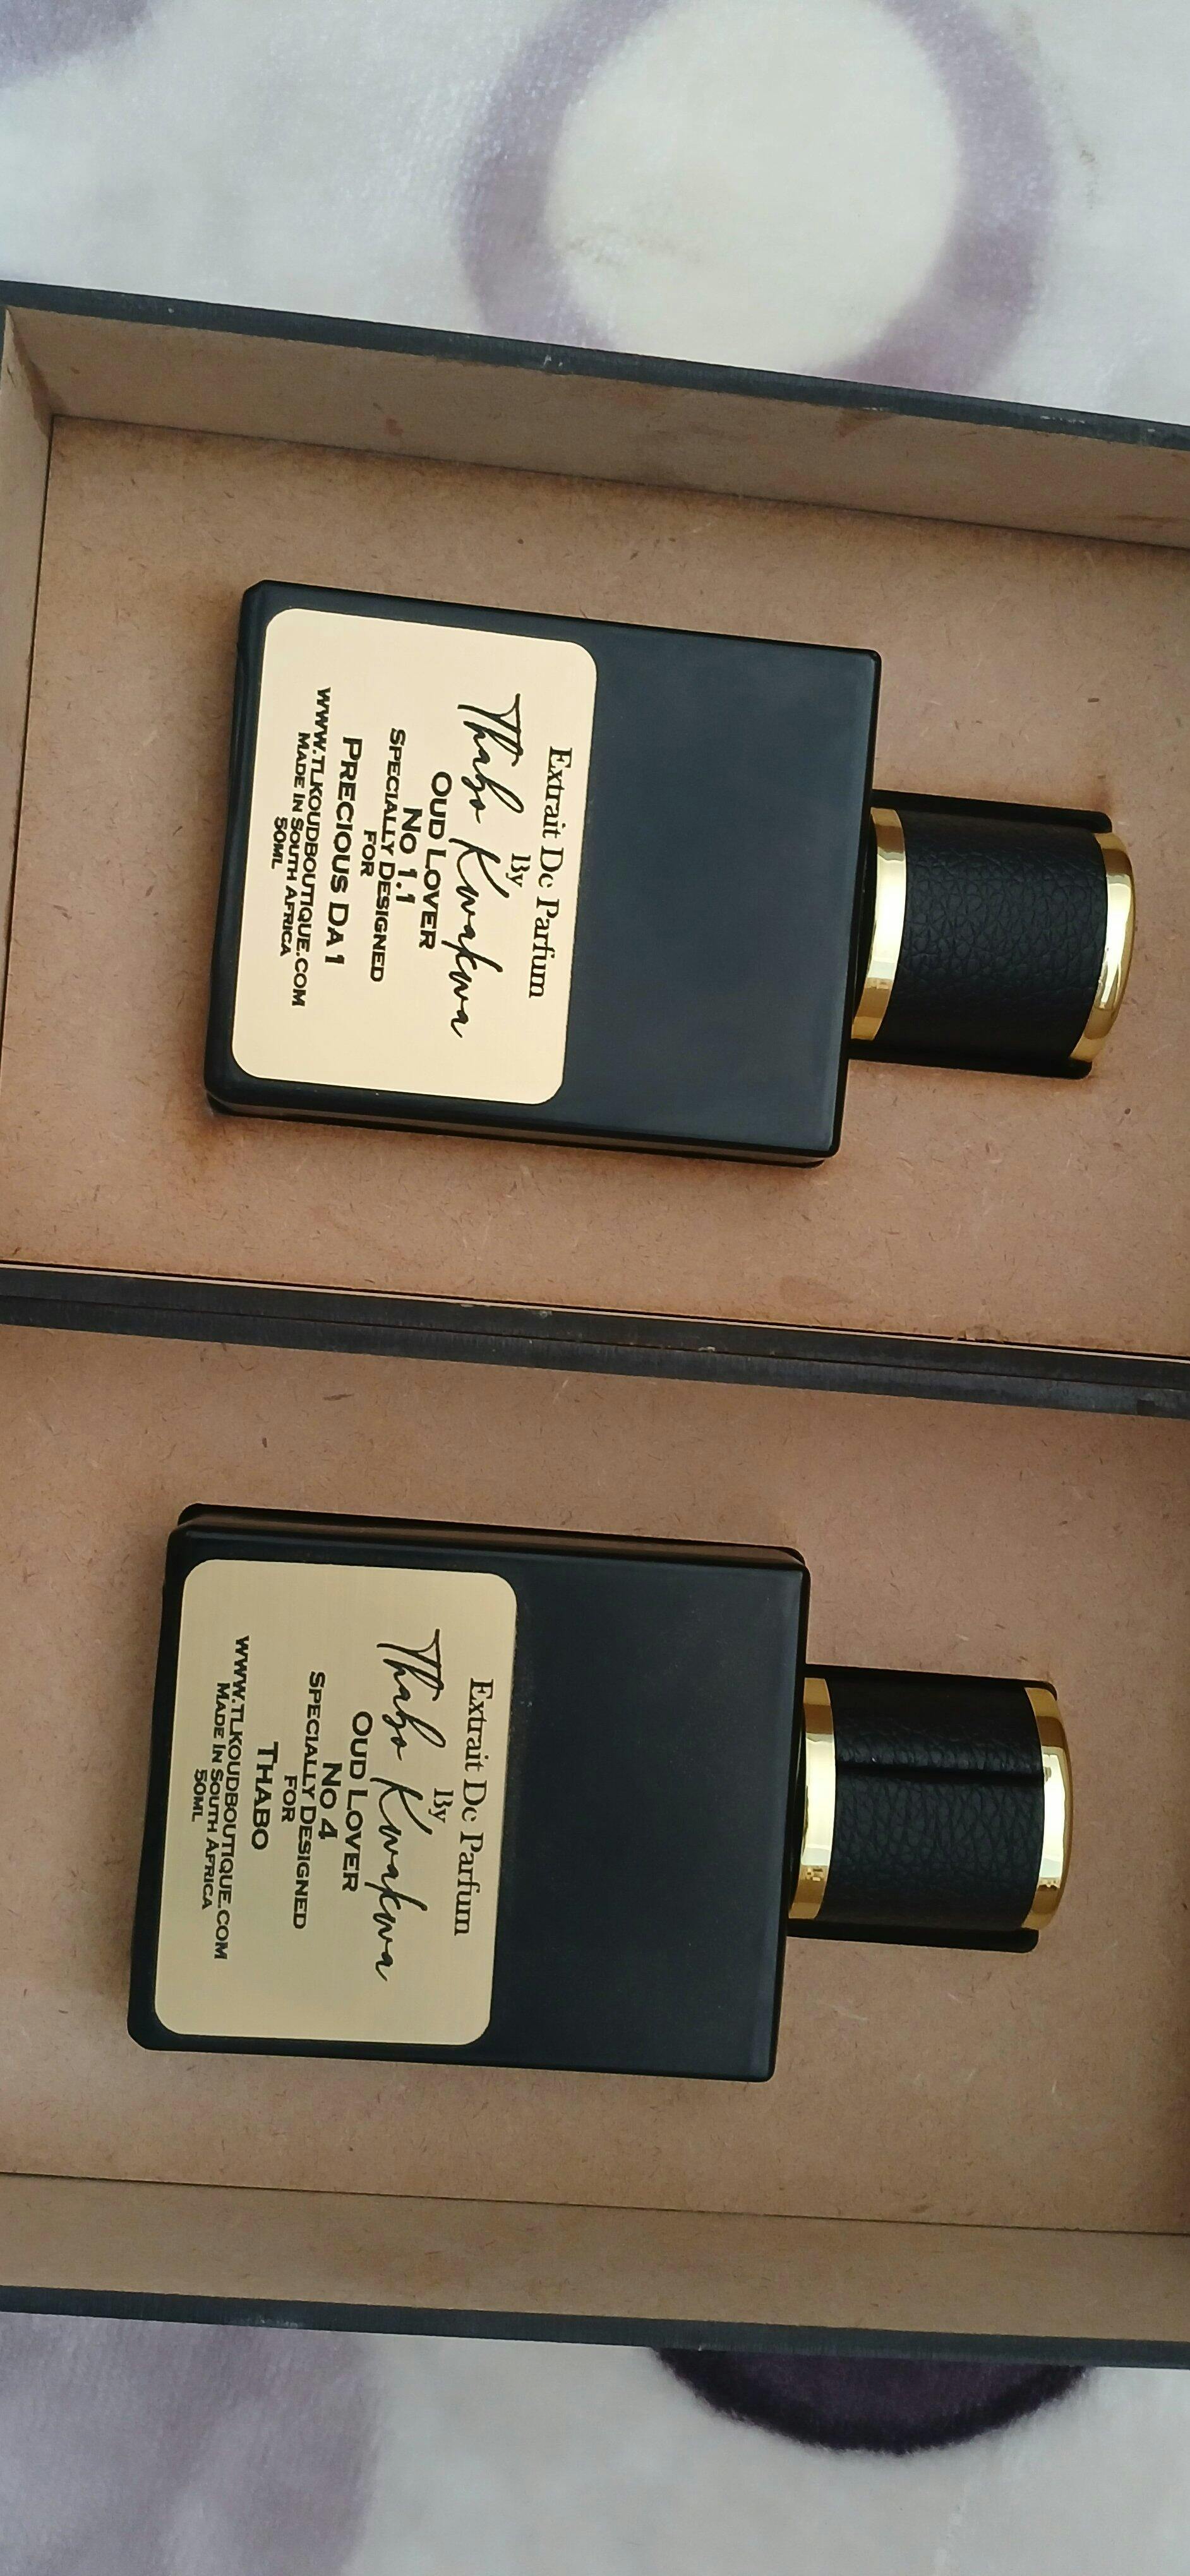 Extrait De Parfum
By
Thabo Kwakwa
OUD LOVER
NO 1.1
SPECIALLY DESIGNED
FOR
PRECIOUS DA 1
WWW.TLKOUDBOUTIQUE.COM
MADE IN SOUTH AFRICA
50ML
Extrait De Parfum
By
Thabo Kwakwa
OUD LOVER
NO 4
SPECIALLY DESIGNED
FOR
THABO
WWW.TLKOUDBOUTIQUE.COM
MADE IN SOUTH AFRICA
50ML